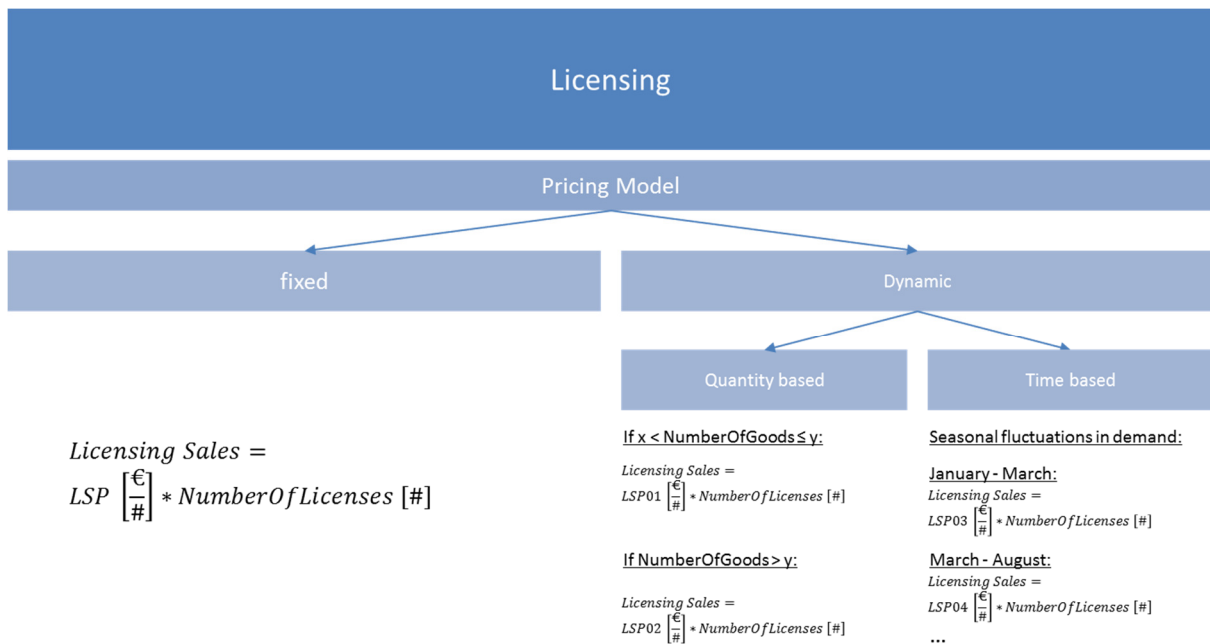 Licensing
Pricing Model
fixed
Dynamic
Quantity based
Time based
Licensing Sales =
LSP [€/#] * NumberOfLicenses [#]
If x < NumberOfGoods ≤ y:
Licensing Sales =
LSP01 [€/#] * NumberOfLicenses [#]
If NumberOfGoods > y:
Licensing Sales =
LSP02 [€/#] * NumberOfLicenses [#]
Seasonal fluctuations in demand:
January - March:
Licensing Sales =
LSP03 [€/#] * NumberOfLicenses [#]
March - August:
Licensing Sales =
LSP04 [€/#] * NumberOfLicenses [#]
...